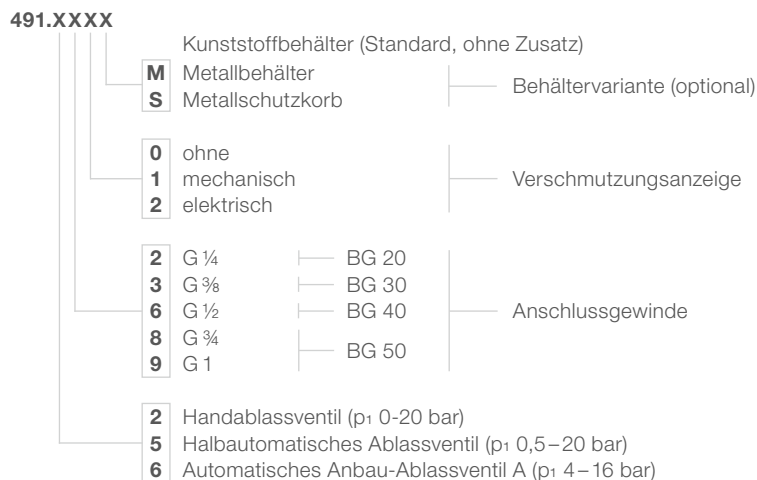 491.XXXX
Kunststoffbehälter (Standard, ohne Zusatz)
M Metallbehälter
S Metallschutzkorb
Behältervariante (optional)
0 ohne
1 mechanisch
2 elektrisch
Verschmutzungsanzeige
2 G ¼ BG 20
3 G ⅜ BG 30
6 G ½ BG 40
8 G ¾
9 G 1
BG 50
Anschlussgewinde
2 Handablassventil (p₁ 0-20 bar)
5 Halbautomatisches Ablassventil (p₁ 0,5–20 bar)
6 Automatisches Anbau-Ablassventil A (p₁ 4–16 bar)